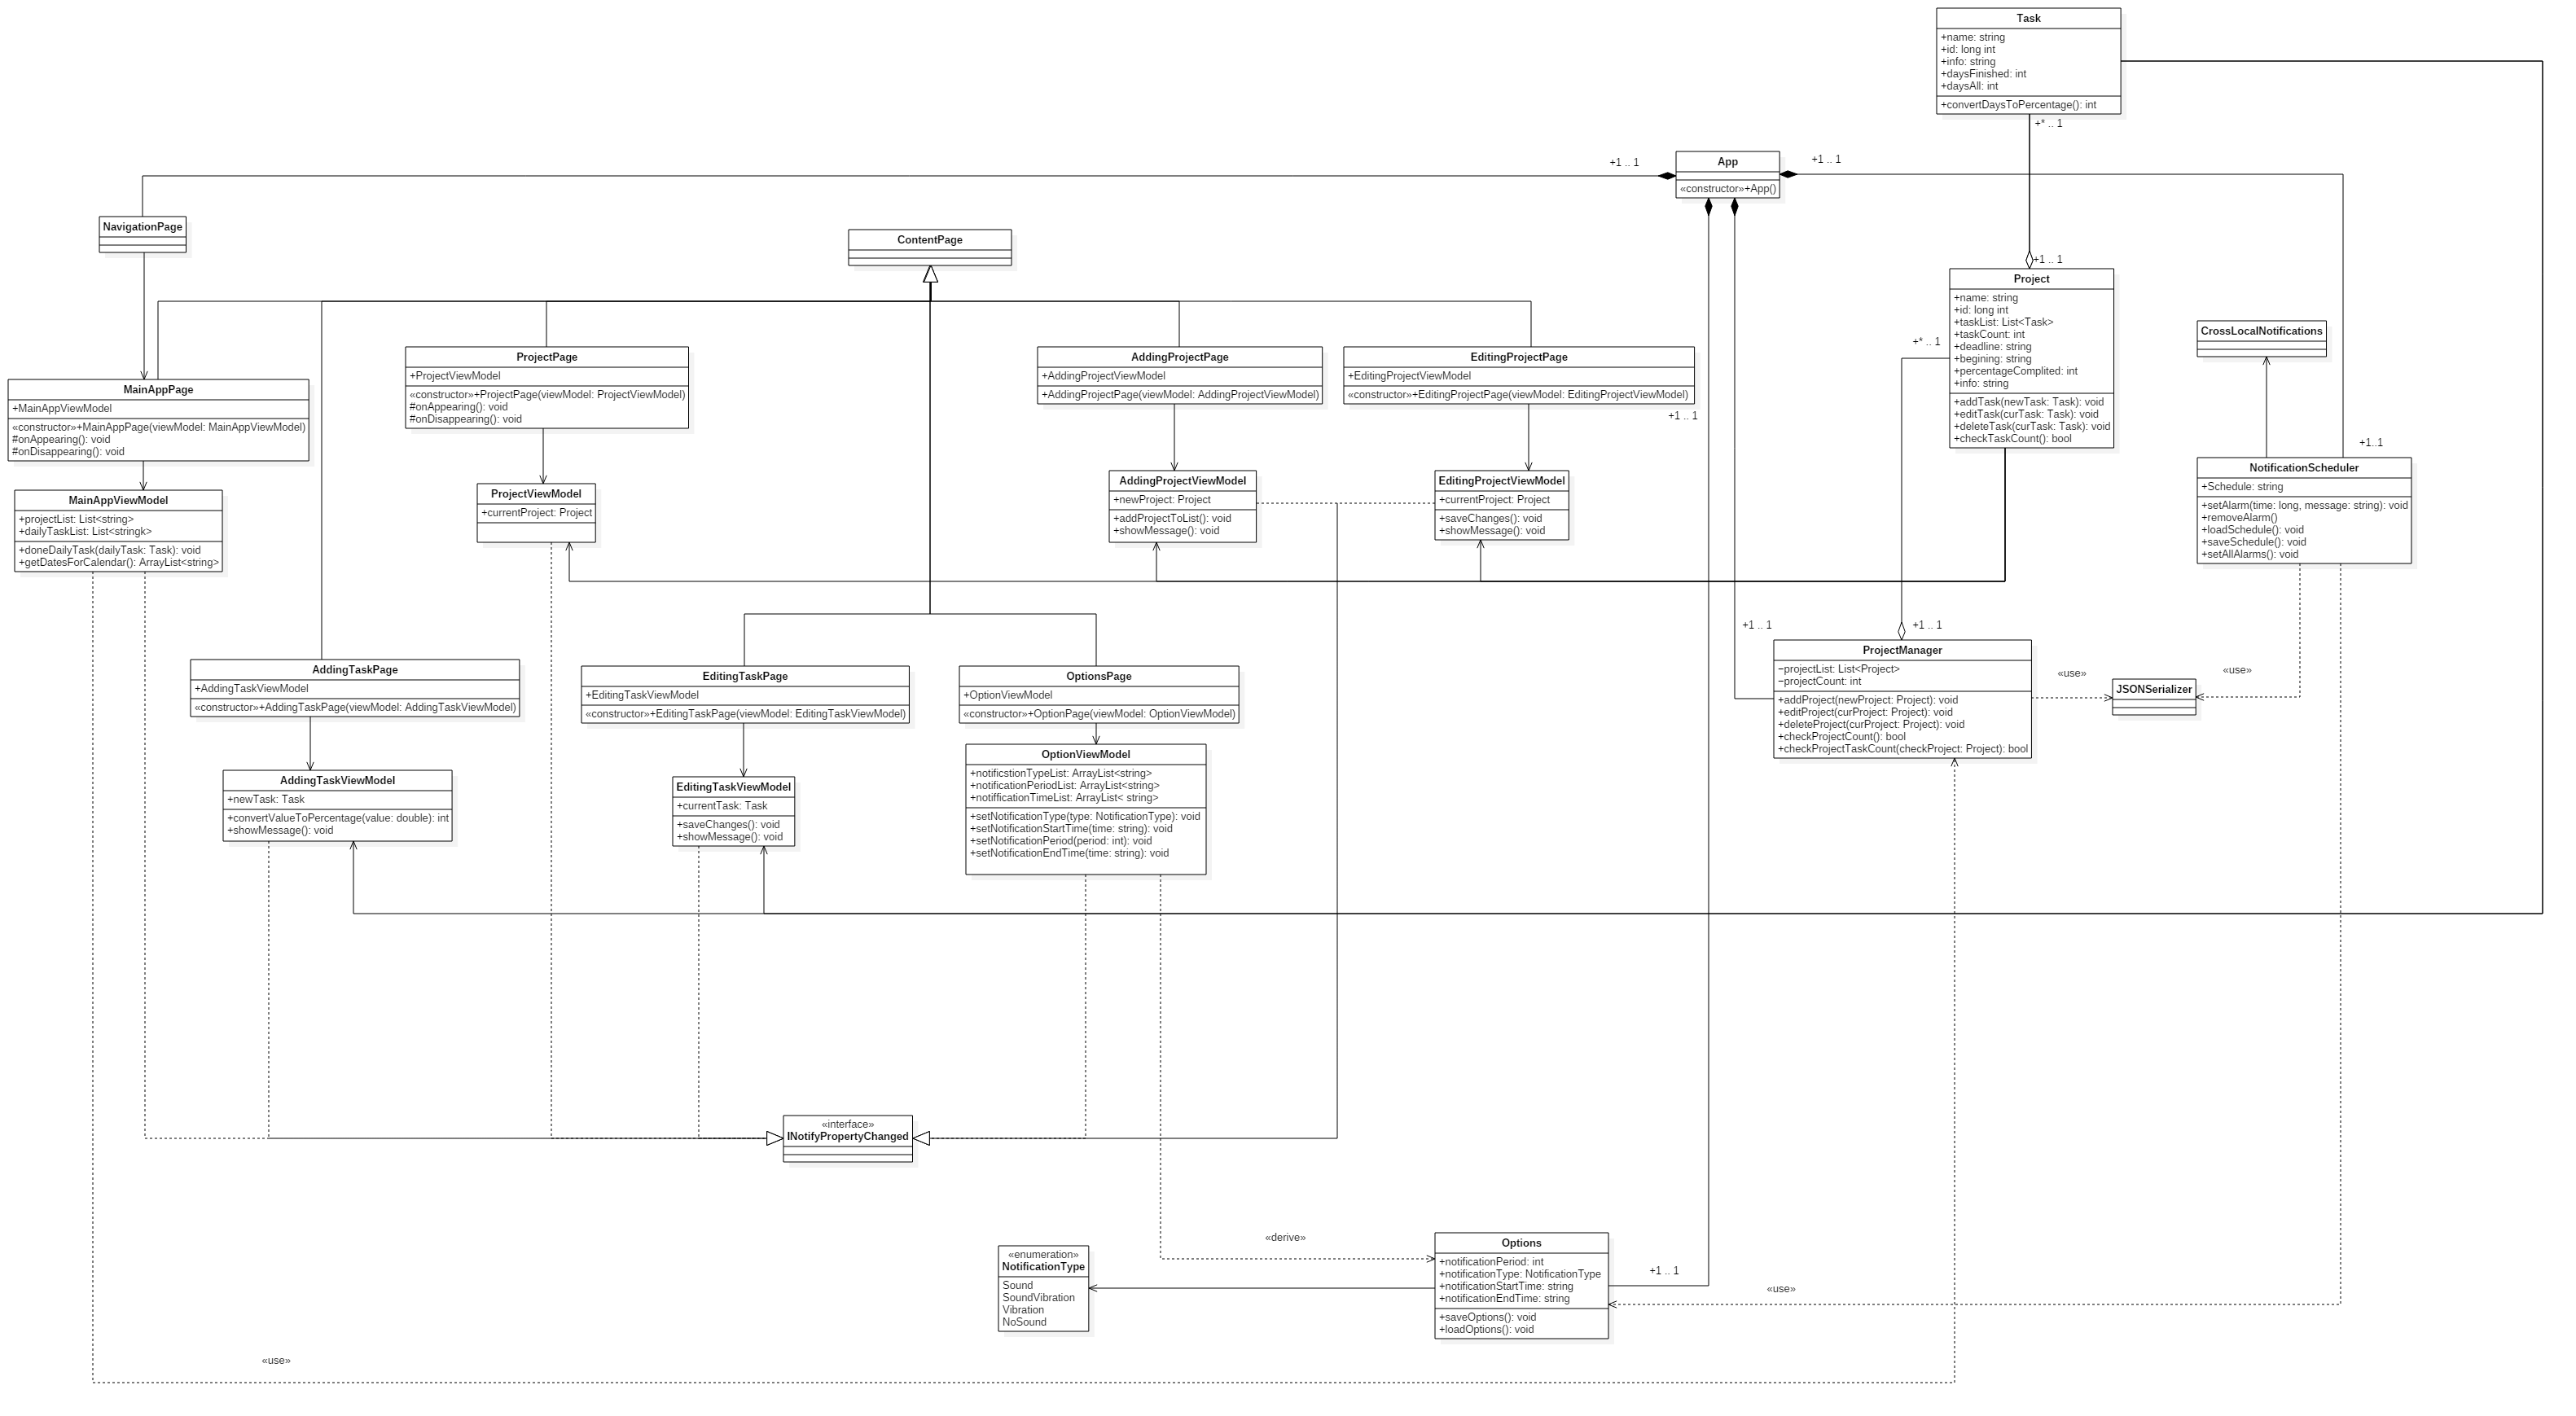 Task
+name: string
+id: long int
+info: string
+daysFinished: int
+daysAll: int
+convertDaysToPercentage(): int
+* .. 1
App
«constructor»+App()
+1 .. 1
+1 .. 1
NavigationPage
ContentPage
+1 .. 1
Project
+name: string
+id: long int
+taskList: List<Task>
+taskCount: int
+deadline: string
+begining: string
+percentageComplited: int
+info: string
+addTask(newTask: Task): void
+editTask(curTask: Task): void
+deleteTask(curTask: Task): void
+checkTaskCount(): bool
+* .. 1
CrossLocalNotifications
MainAppPage
+MainAppViewModel
«constructor»+MainAppPage(viewModel: MainAppViewModel)
#onAppearing(): void
#onDisappearing(): void
ProjectPage
+ProjectViewModel
«constructor»+ProjectPage(viewModel: ProjectViewModel)
#onAppearing(): void
#onDisappearing(): void
AddingProjectPage
+AddingProjectViewModel
+AddingProjectPage(viewModel: AddingProjectViewModel)
EditingProjectPage
+EditingProjectViewModel
«constructor»+EditingProjectPage(viewModel: EditingProjectViewModel)
+1 .. 1
+1..1
MainAppViewModel
+projectList: List<string>
+dailyTaskList: List<stringk>
+doneDailyTask(dailyTask: Task): void
+getDatesForCalendar(): ArrayList<string>
ProjectViewModel
+currentProject: Project
AddingProjectViewModel
+newProject: Project
+addProjectToList(): void
+showMessage(): void
EditingProjectViewModel
+currentProject: Project
+saveChanges(): void
+showMessage(): void
NotificationScheduler
+Schedule: string
+setAlarm(time: long, message: string): void
+removeAlarm()
+loadSchedule(): void
+saveSchedule(): void
+setAllAlarms(): void
+1 .. 1
+1 .. 1
AddingTaskPage
+AddingTaskViewModel
«constructor»+AddingTaskPage(viewModel: AddingTaskViewModel)
EditingTaskPage
+EditingTaskViewModel
«constructor»+EditingTaskPage(viewModel: EditingTaskViewModel)
OptionsPage
+OptionViewModel
«constructor»+OptionPage(viewModel: OptionViewModel)
ProjectManager
−projectList: List<Project>
−projectCount: int
+addProject(newProject: Project): void
+editProject(curProject: Project): void
+deleteProject(curProject: Project): void
+checkProjectCount(): bool
+checkProjectTaskCount(checkProject: Project): bool
«use»
«use»
JSONSerializer
AddingTaskViewModel
+newTask: Task
+convertValueToPercentage(value: double): int
+showMessage(): void
EditingTaskViewModel
+currentTask: Task
+saveChanges(): void
+showMessage(): void
OptionViewModel
+notificstionTypeList: ArrayList<string>
+notificationPeriodList: ArrayList<string>
+notifficationTimeList: ArrayList< string>
+setNotificationType(type: NotificationType): void
+setNotificationStartTime(time: string): void
+setNotificationPeriod(period: int): void
+setNotificationEndTime(time: string): void
«interface»
INotifyPropertyChanged
«derive»
«enumeration»
NotificationType
Sound
SoundVibration
Vibration
NoSound
Options
+notificationPeriod: int
+notificationType: NotificationType
+notificationStartTime: string
+notificationEndTime: string
+saveOptions(): void
+loadOptions(): void
+1 .. 1
«use»
«use»